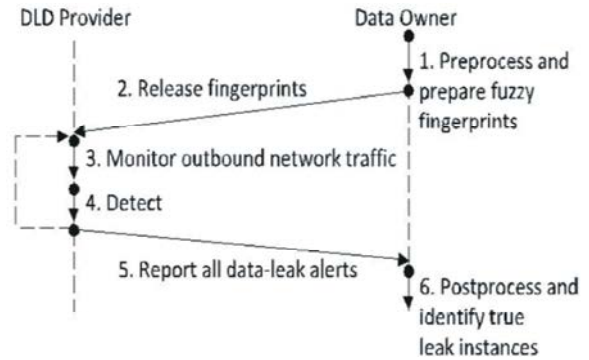 DLD Provider
Data Owner
1. Preprocess and
prepare fuzzy
fingerprints
2. Release fingerprints
3. Monitor outbound network traffic
4. Detect
5. Report all data-leak alerts
6. Postprocess and
identify true
leak instances